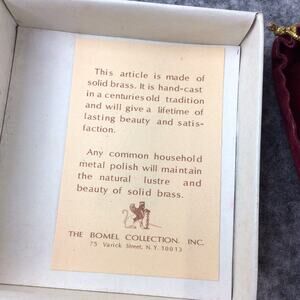 This article is made of
solid brass. It is hand-cast
in a centuries old tradition
and will give a lifetime of
lasting beauty and satis-
faction.
Any common household
metal polish will maintain
the natural lustre and
beauty of solid brass.
THE BOMEL COLLECTION, INC.
75 Varick Street, N.Y. 10013